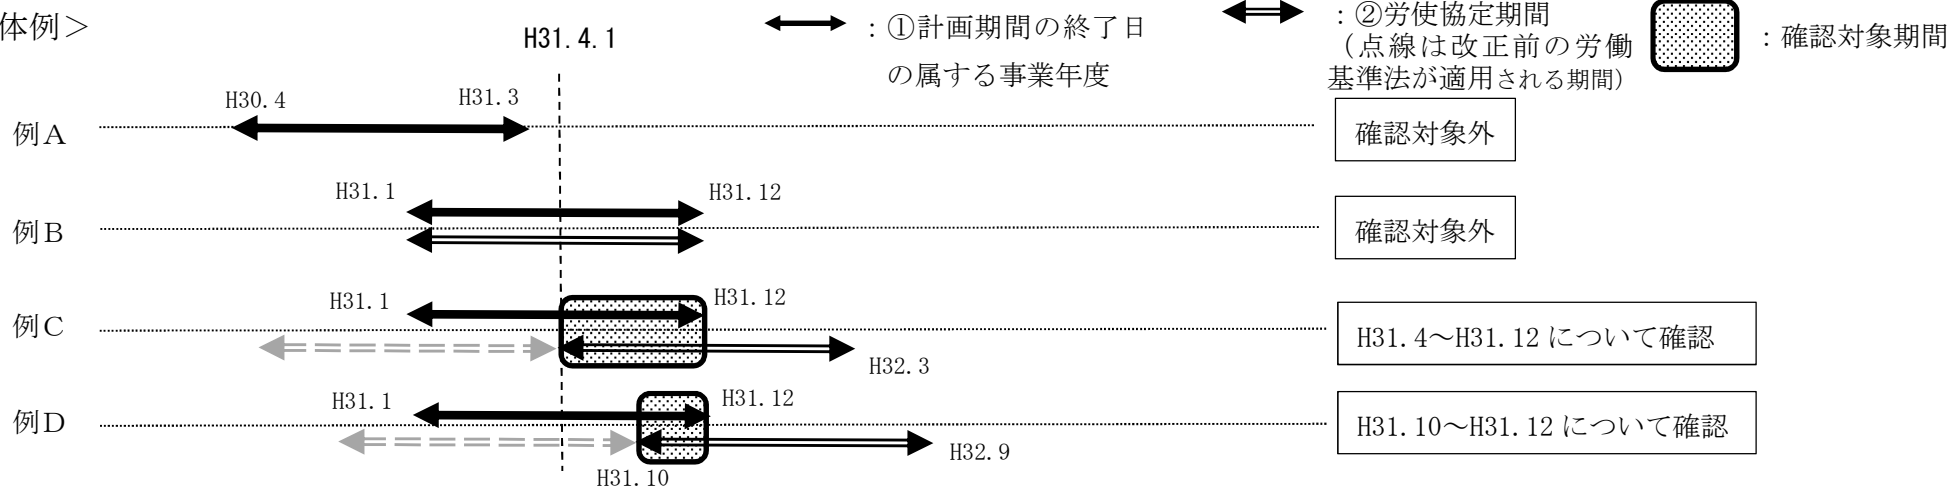 体例＞
H31.4.1
：①計画期間の終了日
の属する事業年度
：②労使協定期間
（点線は改正前の労働
基準法が適用される期間）
：確認対象期間
例A
H30.4
H31.3
確認対象外
例B
H31.1
H31.12
確認対象外
例C
H31.1
H31.12
H32.3
H31.4～H31.12について確認
例D
H31.1
H31.12
H31.10
H32.9
H31.10～H31.12について確認